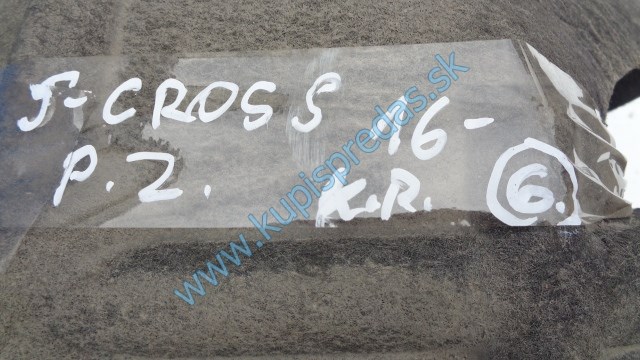 S-CROSS 16-
P.Z. K.R. 6.
www.kupispredas.sk